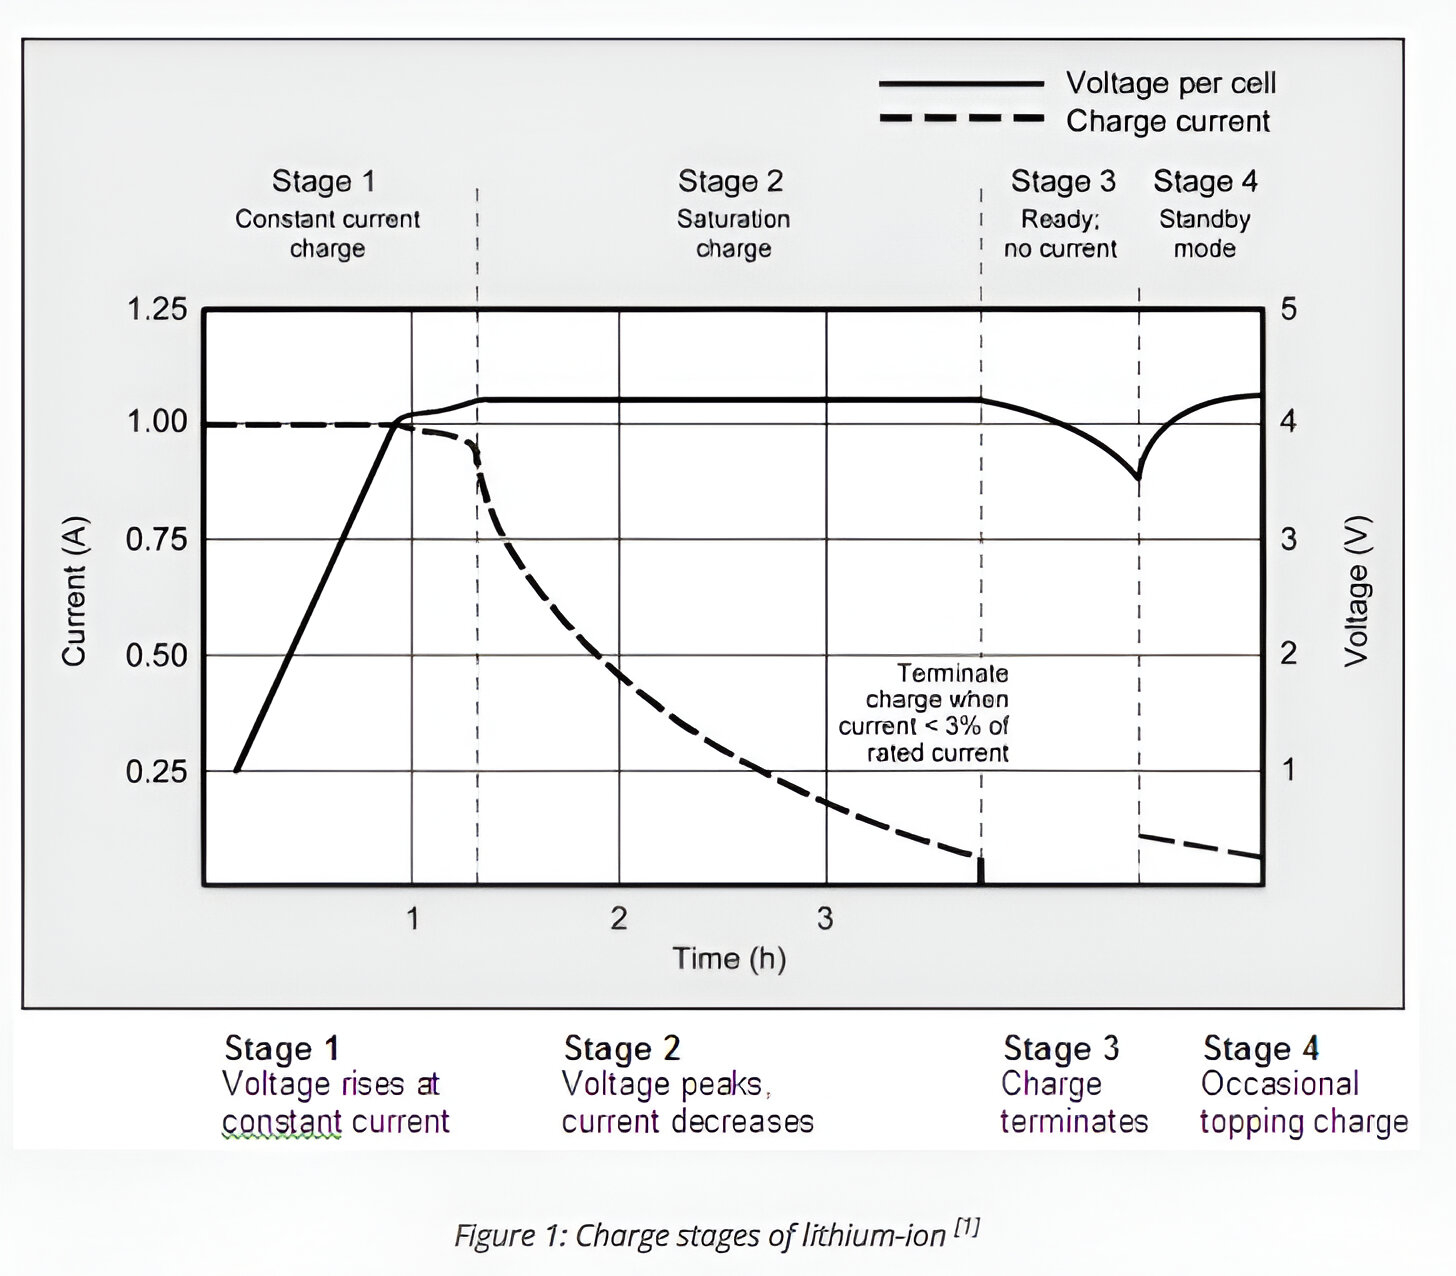 Voltage per cell
Charge current
Stage 1
Constant current
charge
Stage 2
Saturation
charge
Stage 3
Ready;
no current
Stage 4
Standby
mode
1.25
1.00
0.75
0.50
0.25
Current (A)
5
4
3
2
1
Voltage (V)
Terminate
charge when
current < 3% of
rated current
1
2
3
Time (h)
Stage 1
Voltage rises at
constant current
Stage 2
Voltage peaks,
current decreases
Stage 3
Charge
terminates
Stage 4
Occasional
topping charge
Figure 1: Charge stages of lithium-ion [1]